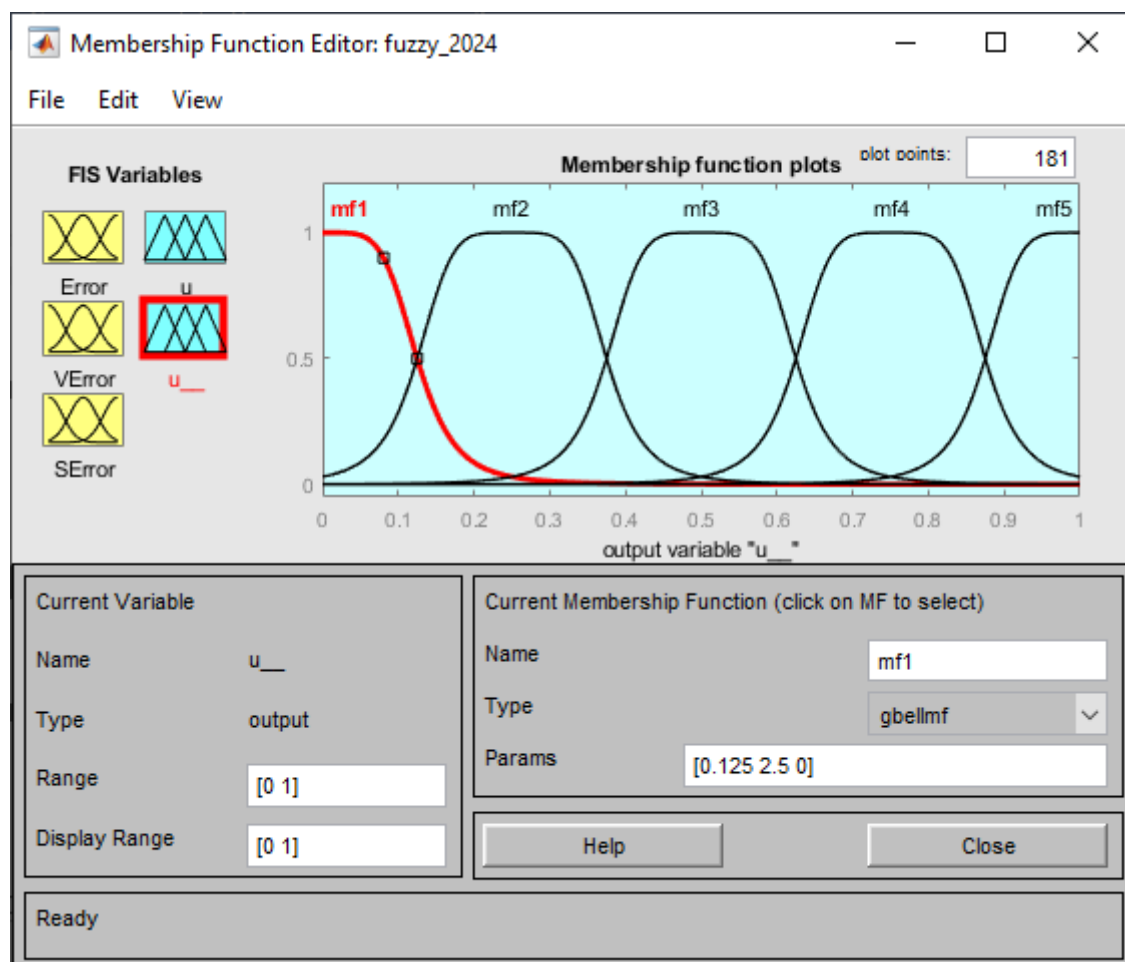 Membership Function Editor: fuzzy_2024
File Edit View
FIS Variables
Error
u
VError
u__
SError
Membership function plots
plot points:
181
mf1 mf2 mf3 mf4 mf5
1
0.5
0
0 0.1 0.2 0.3 0.4 0.5 0.6 0.7 0.8 0.9 1
output variable "u__"
Current Variable
Name u__
Type output
Range [0 1]
Display Range [0 1]
Current Membership Function (click on MF to select)
Name mf1
Type gbellmf
Params [0.125 2.5 0]
Help Close
Ready